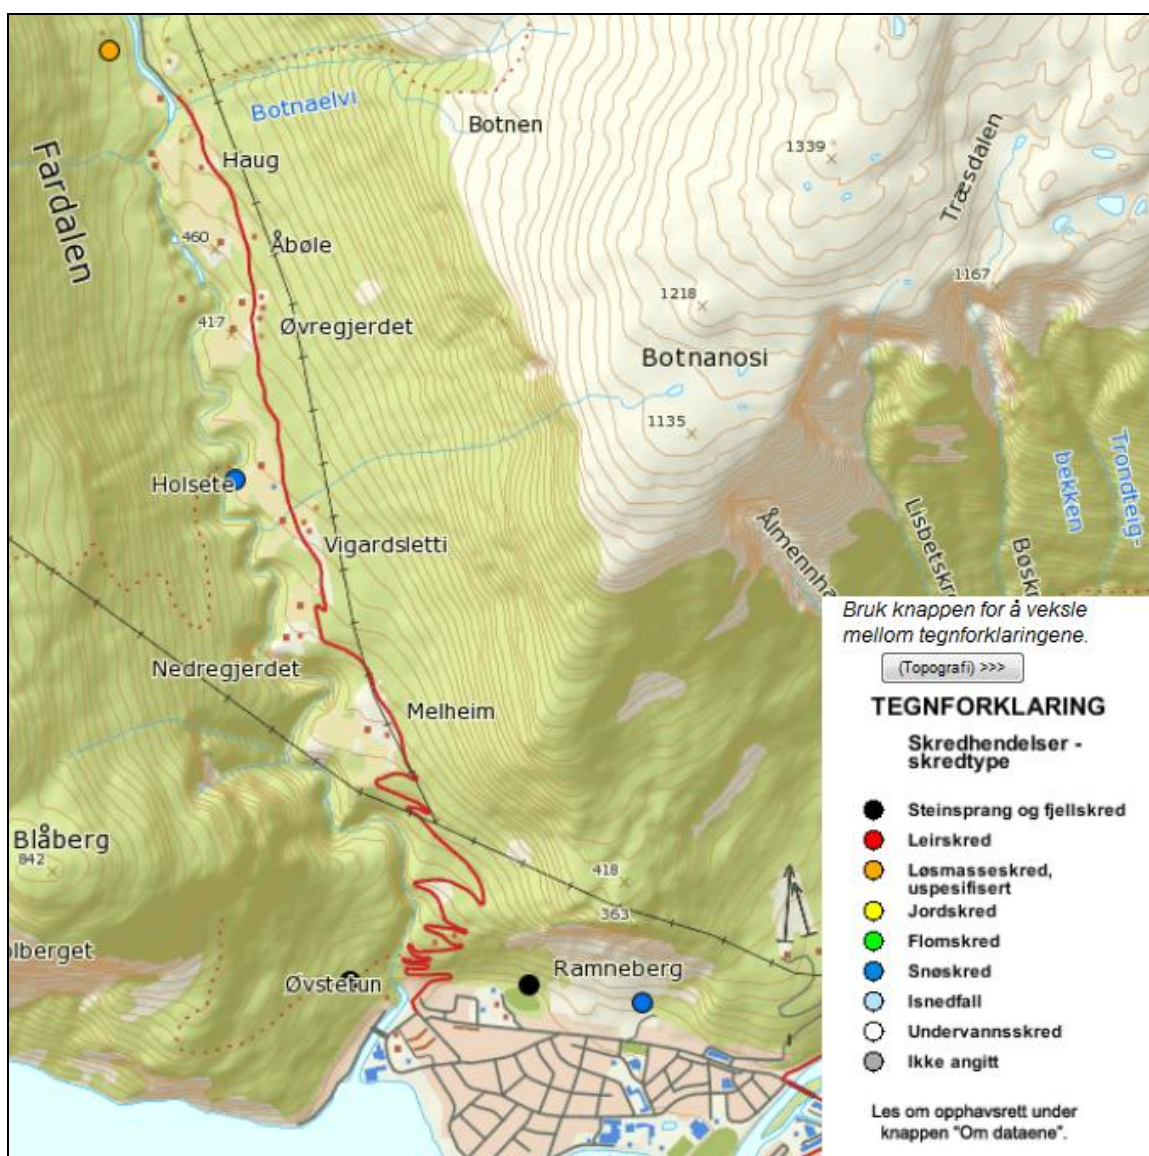 Botnaelvi
Botnen
1339
Træsdalen
Haug
Fardalen
460
Åbøle
1167
1218
417
Øvregjerdet
Botnanosi
1135
Trondteig-
bekken
Holsete
Lisbetskr
Bøsk
Ålmennha
Vigardsletti
Nedregjerdet
Melheim
Blåberg
842
418
363
olberget
Øvstetun
Ramneberg
Bruk knappen for å veksle
mellom tegnforklaringene.
(Topografi) >>>
TEGNFORKLARING
Skredhendelser -
skredtype
Steinsprang og fjellskred
Leirskred
Løsmasseskred,
uspesifisert
Jordskred
Flomskred
Snøskred
Isnedfall
Undervannsskred
Ikke angitt
Les om opphavsrett under
knappen "Om dataene".